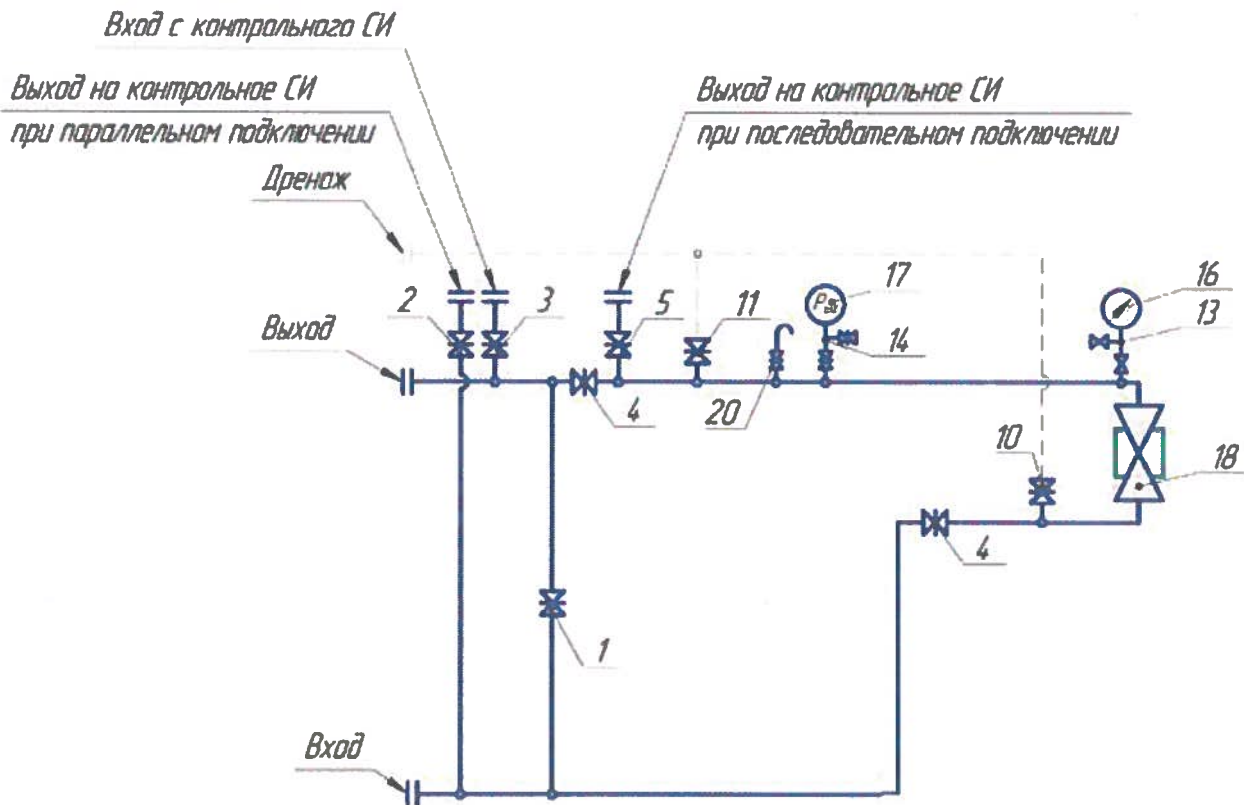 Вход с контрольного СИ
Выход на контрольное СИ
при параллельном подключении
Выход на контрольное СИ
при последовательном подключении
Дренаж
2
3
5
11
17
14
16
13
Выход
4
20
10
18
4
1
Вход